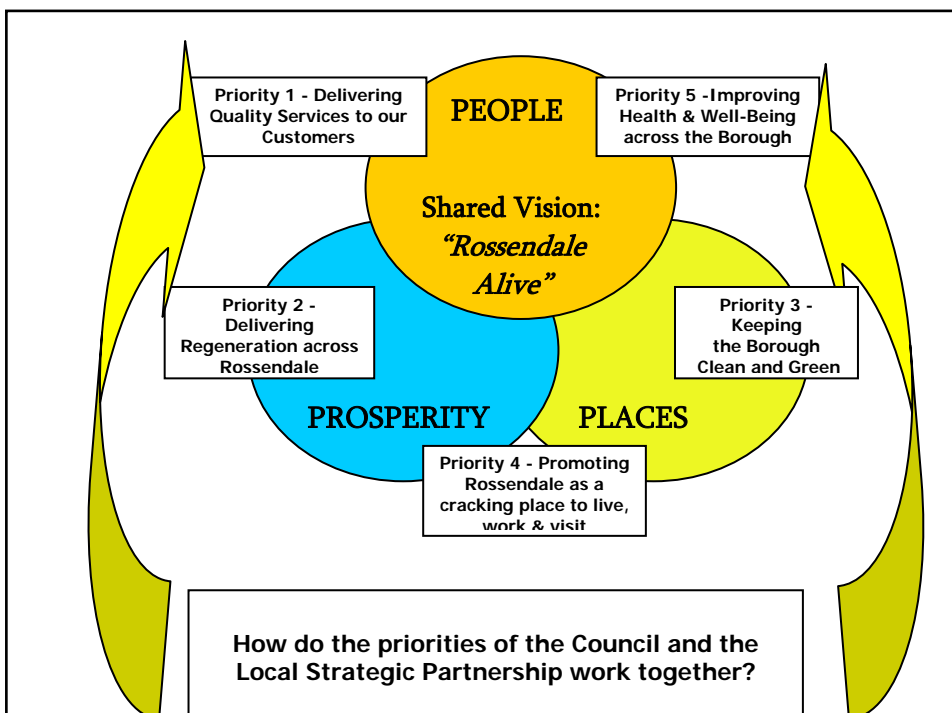 Priority 1 - Delivering
Quality Services to our
Customers
PEOPLE
Priority 5 -Improving
Health & Well-Being
across the Borough
Shared Vision:
“Rossendale
Alive”
Priority 2 -
Delivering
Regeneration across
Rossendale
Priority 3 -
Keeping
the Borough
Clean and Green
PROSPERITY
PLACES
Priority 4 - Promoting
Rossendale as a
cracking place to live,
work & visit
How do the priorities of the Council and the
Local Strategic Partnership work together?